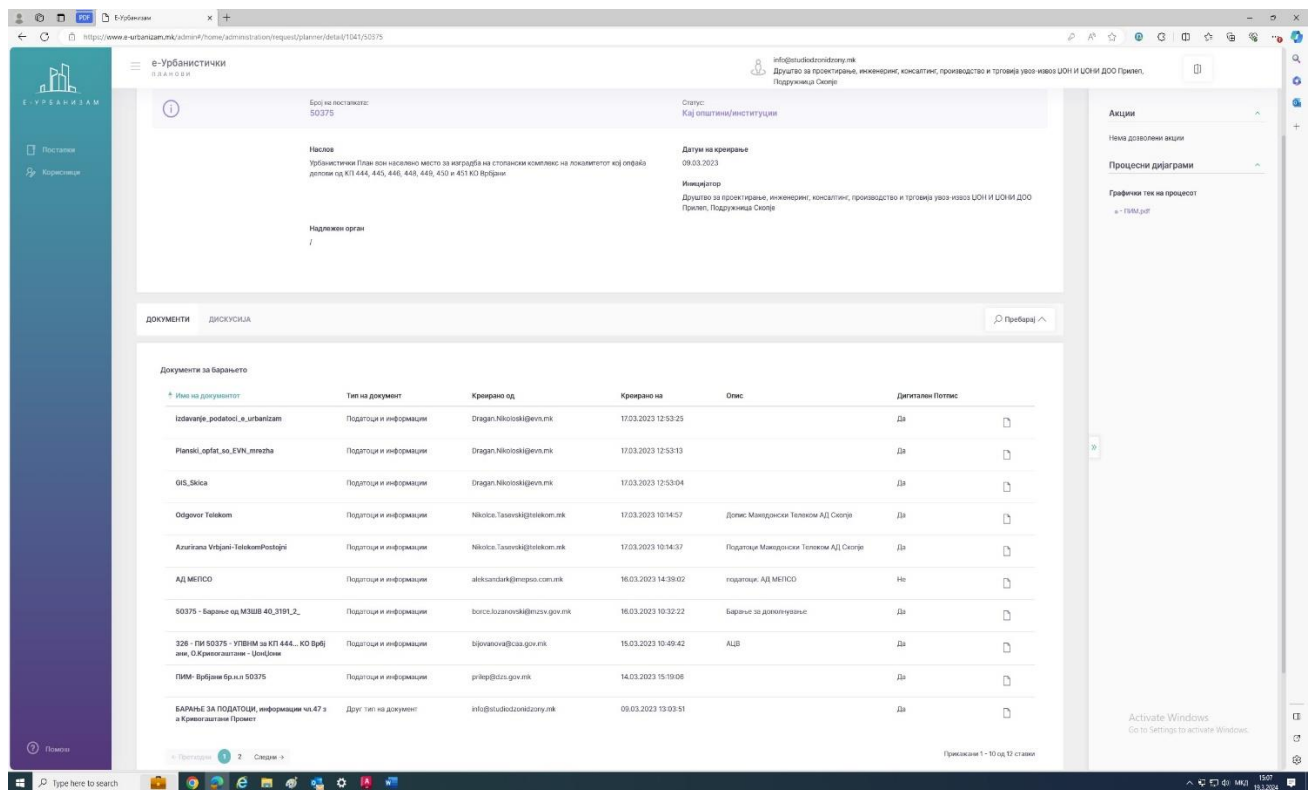 Е-Урбанизам
https://www.e-urbanizam.mk/admin#/home/administration/request/planner/detail/1041/50375
Е-УРБАНИЗАМ
Постапки
Корисници
Помош
е-Урбанистички
ПЛАНОВИ
info@studiodzonidzony.mk
Друштво за проектирање, инженеринг, консалтинг, производство и трговија увоз-извоз ЏОН И ЏОНИ ДОО Прилеп,
Подружница Скопје
Број на постапката:
50375
Статус:
Кај општини/институции
Наслов
Урбанистички План вон населено место за изградба на стопански комплекс на локалитетот кој опфаќа
делови од КП 444, 445, 446, 448, 449, 450 и 451 КО Врбјани
Датум на креирање
09.03.2023
Иницијатор
Друштво за проектирање, инженеринг, консалтинг, производство и трговија увоз-извоз ЏОН И ЏОНИ ДОО
Прилеп, Подружница Скопје
Надлежен орган
/
Акции
Нема дозволени акции
Процесни дијаграми
Графички тек на процесот
е - ПИМ.pdf
ДОКУМЕНТИ ДИСКУСИЈА
Пребарај
Документи за барањето
Име на документот Тип на документ Креирано од Креирано на Опис Дигитален Потпис
izdavanje_podatoci_e_urbanizam Податоци и информации Dragan.Nikoloski@evn.mk 17.03.2023 12:53:25 Да
Planski_opfat_so_EVN_mrezha Податоци и информации Dragan.Nikoloski@evn.mk 17.03.2023 12:53:13 Да
GIS_Skica Податоци и информации Dragan.Nikoloski@evn.mk 17.03.2023 12:53:04 Да
Odgovor Telekom Податоци и информации Nikolce.Tasevski@telekom.mk 17.03.2023 10:14:57 Допис Македонски Телеком АД Скопје Да
Azurirana Vrbjani-TelekomPostojni Податоци и информации Nikolce.Tasevski@telekom.mk 17.03.2023 10:14:37 Податоци Македонски Телеком АД Скопје Да
АД МЕПСО Податоци и информации aleksandark@mepso.com.mk 16.03.2023 14:39:02 податоци. АД МЕПСО Не
50375 - Барање од МЗШВ 40_3191_2_ Податоци и информации borce.lozanovski@mzsv.gov.mk 16.03.2023 10:32:22 Барање за дополнување Да
326 - ПИ 50375 - УПВНМ за КП 444... КО Врбј
ани, О.Кривогаштани - ЏонЏони Податоци и информации bijovanova@caa.gov.mk 15.03.2023 10:49:42 АЦВ Да
ПИМ- Врбјани бр.н.п 50375 Податоци и информации prilep@dzs.gov.mk 14.03.2023 15:19:06 Да
БАРАЊЕ ЗА ПОДАТОЦИ, информации чл.47 з
а Кривогаштани Промет Друг тип на документ info@studiodzonidzony.mk 09.03.2023 13:03:51 Да
« Претходни 1 2 Следни »
Прикажани 1 - 10 од 12 ставки
Activate Windows
Go to Settings to activate Windows.
Type here to search
МКД
15:07
19.3.2024